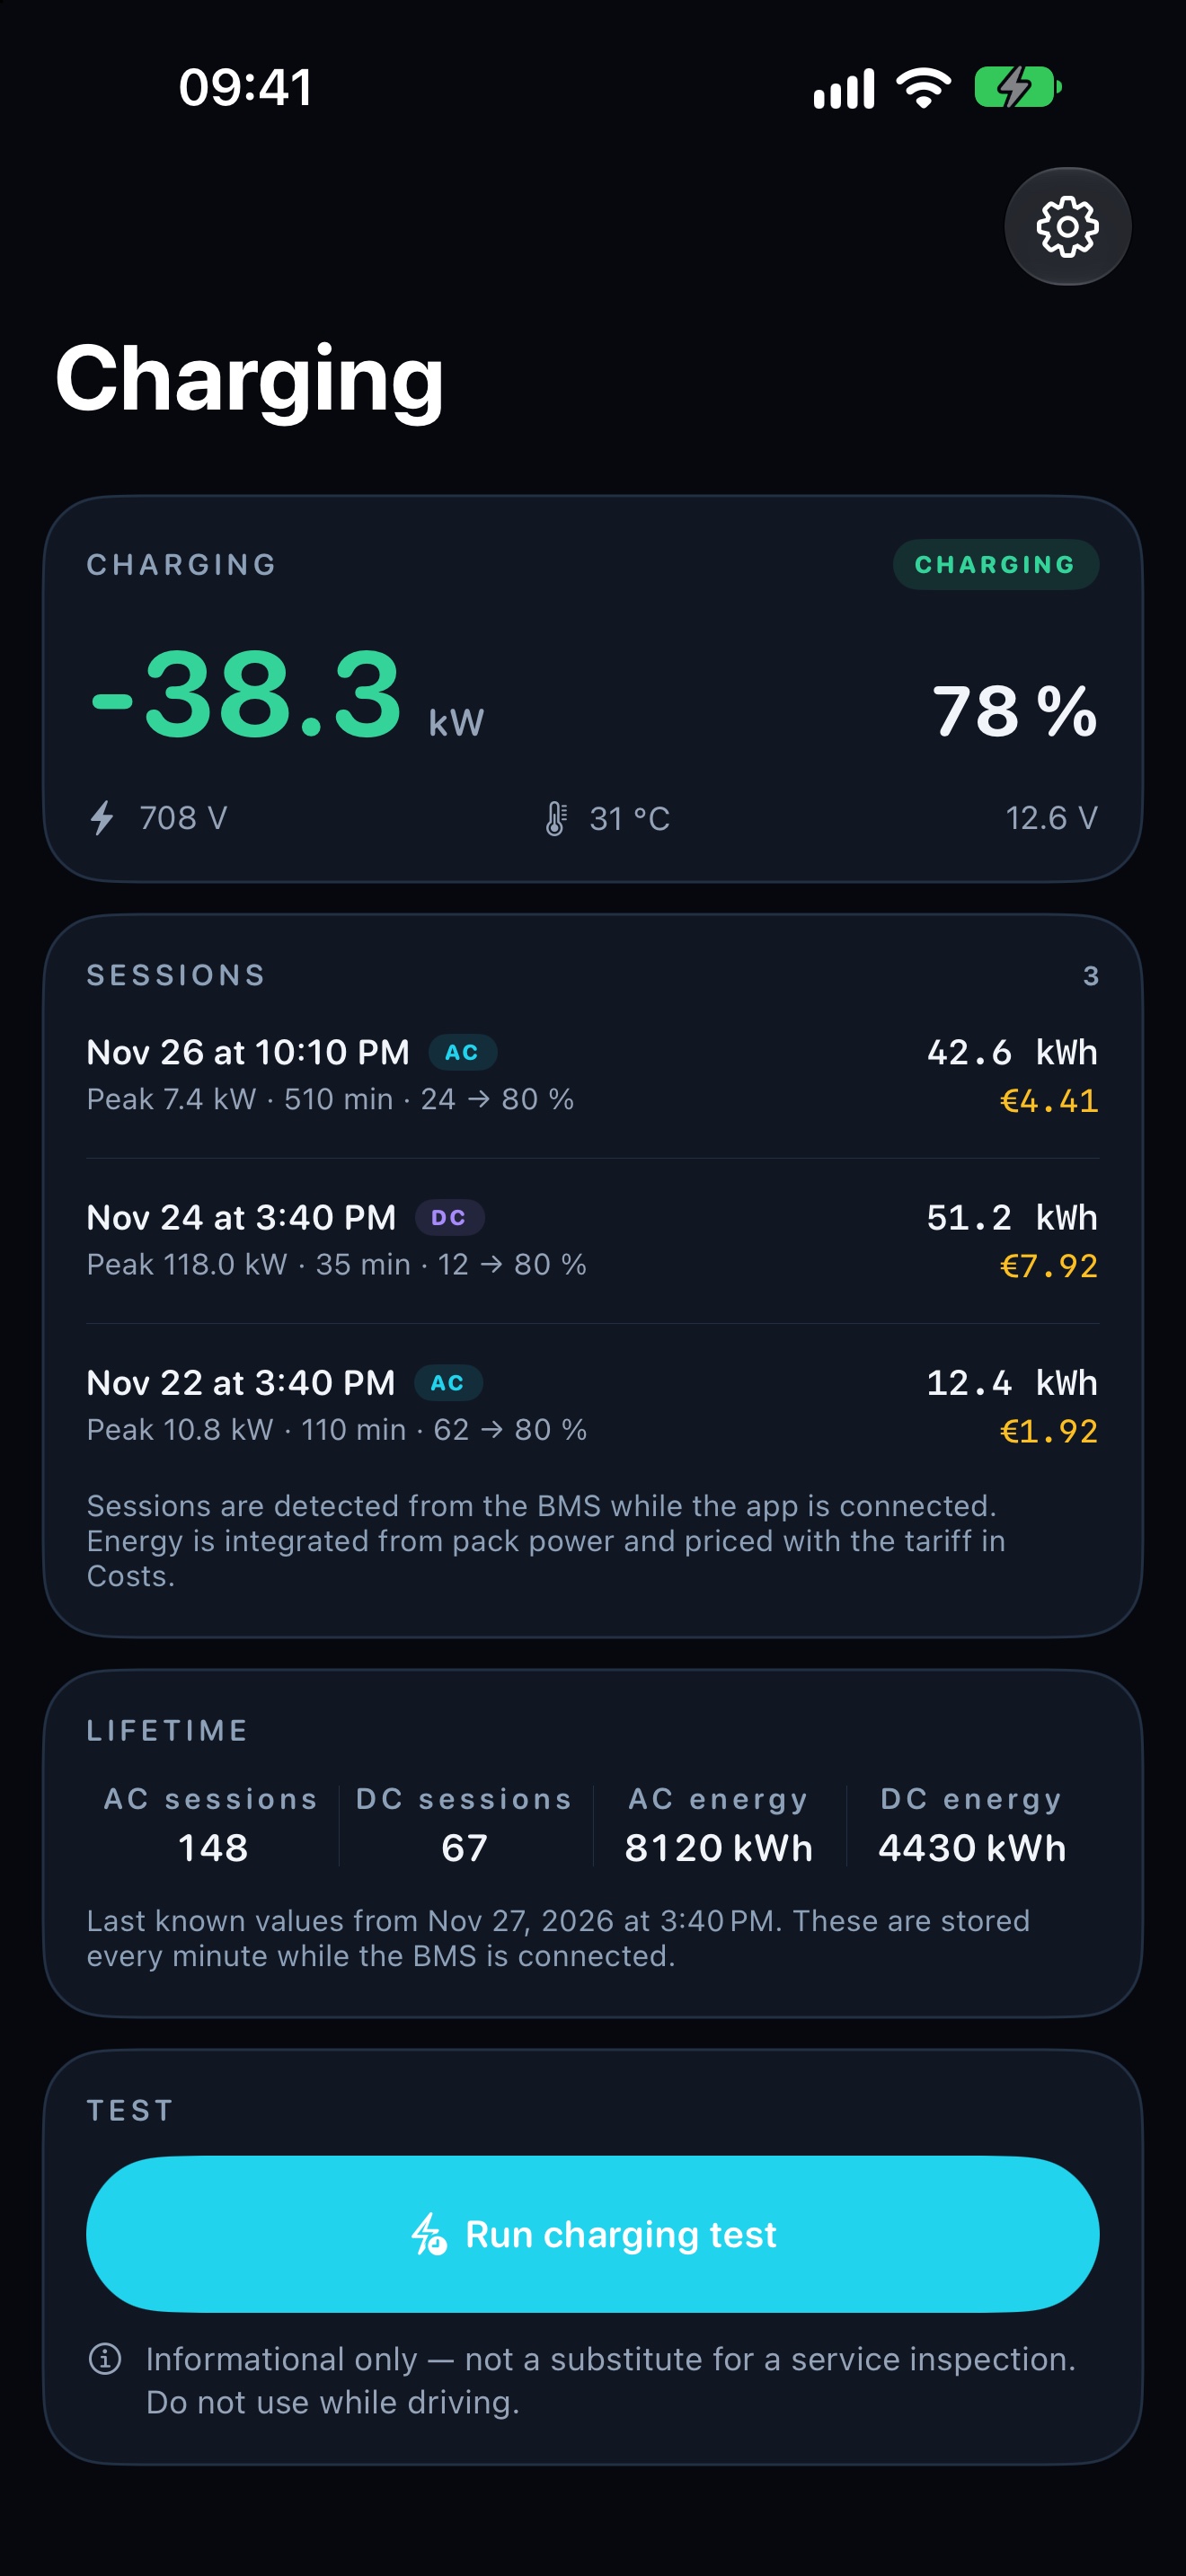 09:41
Charging
CHARGING
CHARGING
-38.3 kW
78 %
708 V
31 °C
12.6 V
SESSIONS
3
Nov 26 at 10:10 PM AC
42.6 kWh
Peak 7.4 kW · 510 min · 24 → 80 %
€4.41
Nov 24 at 3:40 PM DC
51.2 kWh
Peak 118.0 kW · 35 min · 12 → 80 %
€7.92
Nov 22 at 3:40 PM AC
12.4 kWh
Peak 10.8 kW · 110 min · 62 → 80 %
€1.92
Sessions are detected from the BMS while the app is connected.
Energy is integrated from pack power and priced with the tariff in
Costs.
LIFETIME
AC sessions
148
DC sessions
67
AC energy
8120 kWh
DC energy
4430 kWh
Last known values from Nov 27, 2026 at 3:40 PM. These are stored
every minute while the BMS is connected.
TEST
Run charging test
Informational only — not a substitute for a service inspection.
Do not use while driving.